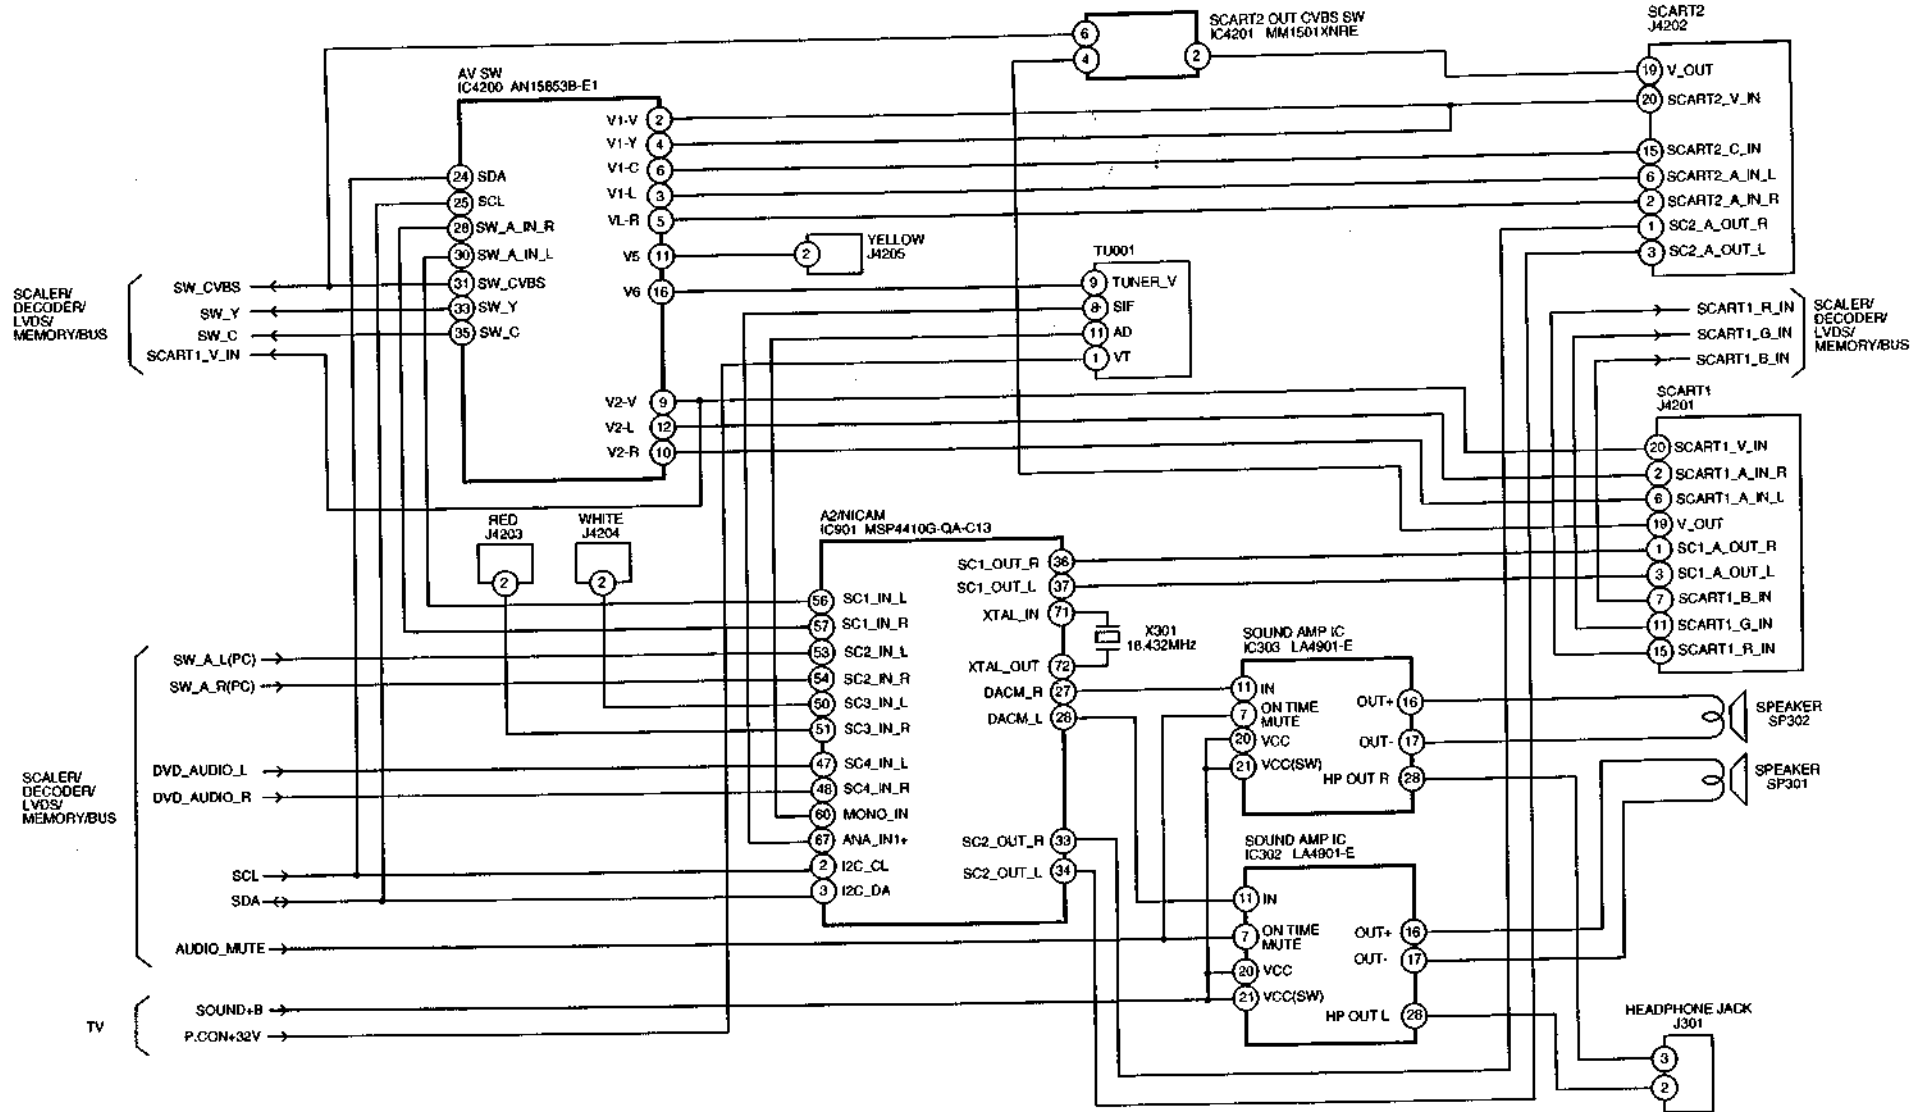 SCART2 OUT CVBS SW
IC4201 MM1501XNRE
6
4
2
SCART2
J4202
19 V_OUT
20 SCART2_V_IN
15 SCART2_C_IN
6 SCART2_A_IN_L
2 SCART2_A_IN_R
1 SC2_A_OUT_R
3 SC2_A_OUT_L
AV SW
IC4200 AN15853B-E1
V1-V 2
V1-Y 4
V1-C 6
V1-L 3
VL-R 5
V5 11
V6 16
V2-V 9
V2-L 12
V2-R 10
24 SDA
25 SCL
28 SW_A_IN_R
30 SW_A_IN_L
31 SW_CVBS
33 SW_Y
35 SW_C
YELLOW
J4205
2
TU001
9 TUNER_V
8 SIF
11 AD
1 VT
SCALER/
DECODER/
LVDS/
MEMORY/BUS
SW_CVBS
SW_Y
SW_C
SCART1_V_IN
SCART1_R_IN
SCART1_G_IN
SCART1_B_IN
SCALER/
DECODER/
LVDS/
MEMORY/BUS
SCART1
J4201
20 SCART1_V_IN
2 SCART1_A_IN_R
6 SCART1_A_IN_L
19 V_OUT
1 SC1_A_OUT_R
3 SC1_A_OUT_L
7 SCART1_B_IN
11 SCART1_G_IN
15 SCART1_R_IN
RED
J4203
2
WHITE
J4204
2
A2/NICAM
IC901 MSP4410G-QA-C13
56 SC1_IN_L
57 SC1_IN_R
53 SC2_IN_L
54 SC2_IN_R
50 SC3_IN_L
51 SC3_IN_R
47 SC4_IN_L
48 SC4_IN_R
60 MONO_IN
67 ANA_IN1+
2 I2C_CL
3 I2C_DA
SC1_OUT_R 36
SC1_OUT_L 37
XTAL_IN 71
XTAL_OUT 72
DACM_R 27
DACM_L 28
SC2_OUT_R 33
SC2_OUT_L 34
X301
18.432MHz
SCALER/
DECODER/
LVDS/
MEMORY/BUS
SW_A_L(PC)
SW_A_R(PC)
DVD_AUDIO_L
DVD_AUDIO_R
SCL
SDA
AUDIO_MUTE
TV
SOUND+B
P.CON+32V
SOUND AMP IC
IC303 LA4901-E
11 IN
7 ON TIME
MUTE
20 VCC
21 VCC(SW)
OUT+ 16
OUT- 17
HP OUT R 28
SPEAKER
SP302
SPEAKER
SP301
SOUND AMP IC
IC302 LA4901-E
11 IN
7 ON TIME
MUTE
20 VCC
21 VCC(SW)
OUT+ 16
OUT- 17
HP OUT L 28
HEADPHONE JACK
J301
3
2